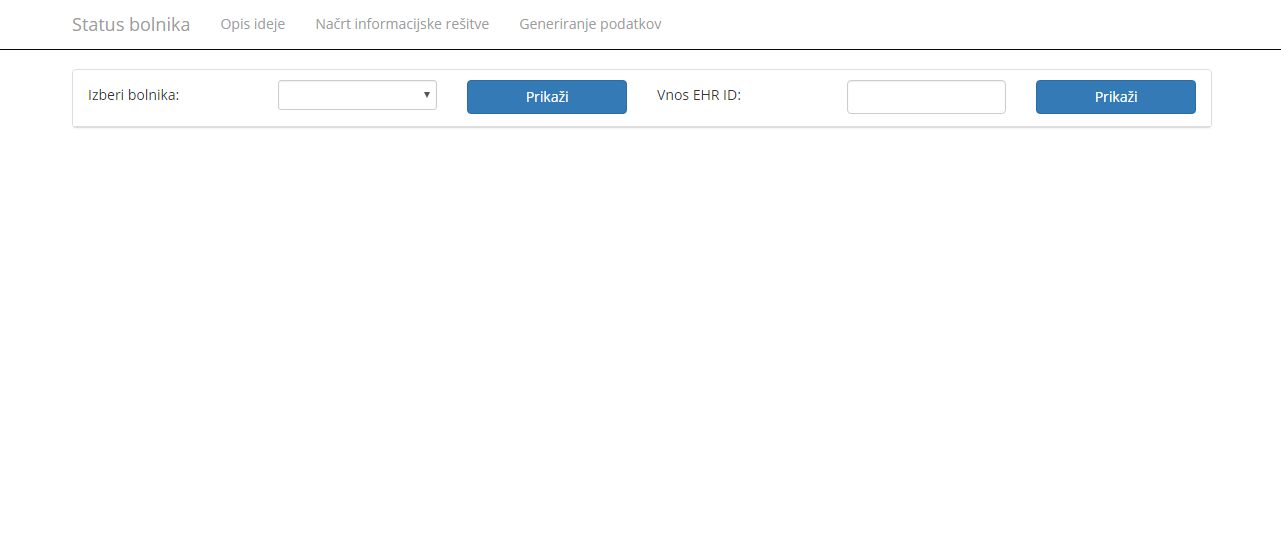 Status bolnika Opis ideje Načrt informacijske rešitve Generiranje podatkov
Izberi bolnika: Prikaži Vnos EHR ID: Prikaži